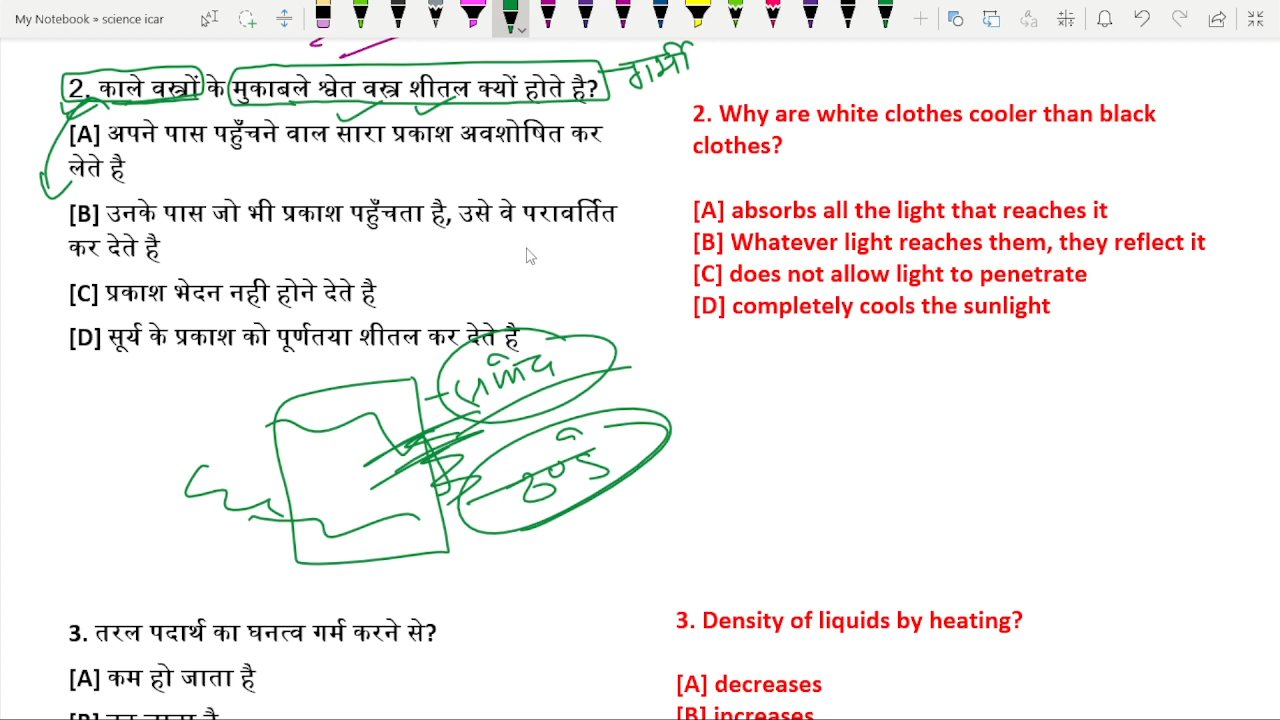 My Notebook » science icar
2. काले वस्त्रों के मुकाबले श्वेत वस्त्र शीतल क्यों होते है?
गर्मी
[A] अपने पास पहुँचने वाल सारा प्रकाश अवशोषित कर
लेते है
[B] उनके पास जो भी प्रकाश पहुँचता है, उसे वे परावर्तित
कर देते है
[C] प्रकाश भेदन नही होने देते है
[D] सूर्य के प्रकाश को पूर्णतया शीतल कर देते है
2. Why are white clothes cooler than black
clothes?
[A] absorbs all the light that reaches it
[B] Whatever light reaches them, they reflect it
[C] does not allow light to penetrate
[D] completely cools the sunlight
3. तरल पदार्थ का घनत्व गर्म करने से?
[A] कम हो जाता है
3. Density of liquids by heating?
[A] decreases
[B] increases